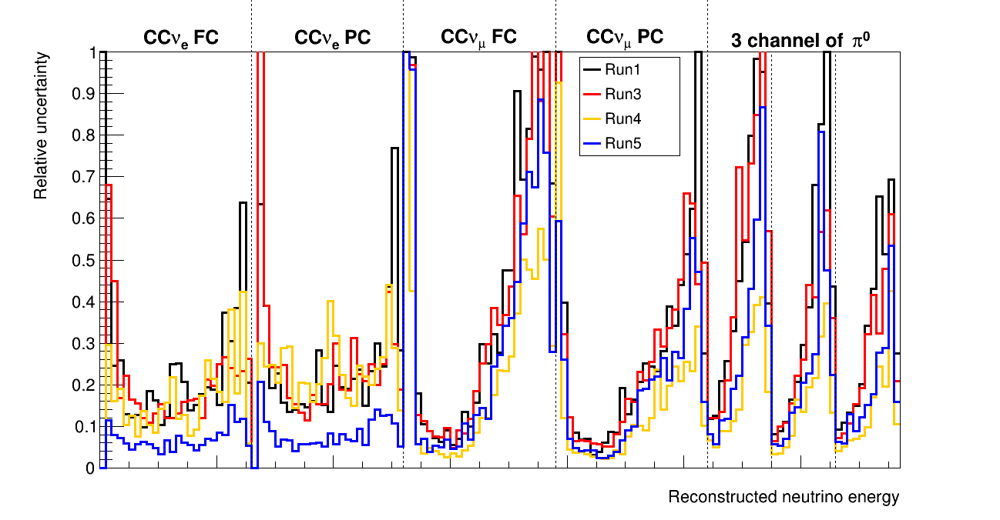 CCνe FC CCνe PC CCνμ FC CCνμ PC 3 channel of π0
Relative uncertainty
1
0.9
0.8
0.7
0.6
0.5
0.4
0.3
0.2
0.1
0
Run1
Run3
Run4
Run5
Reconstructed neutrino energy